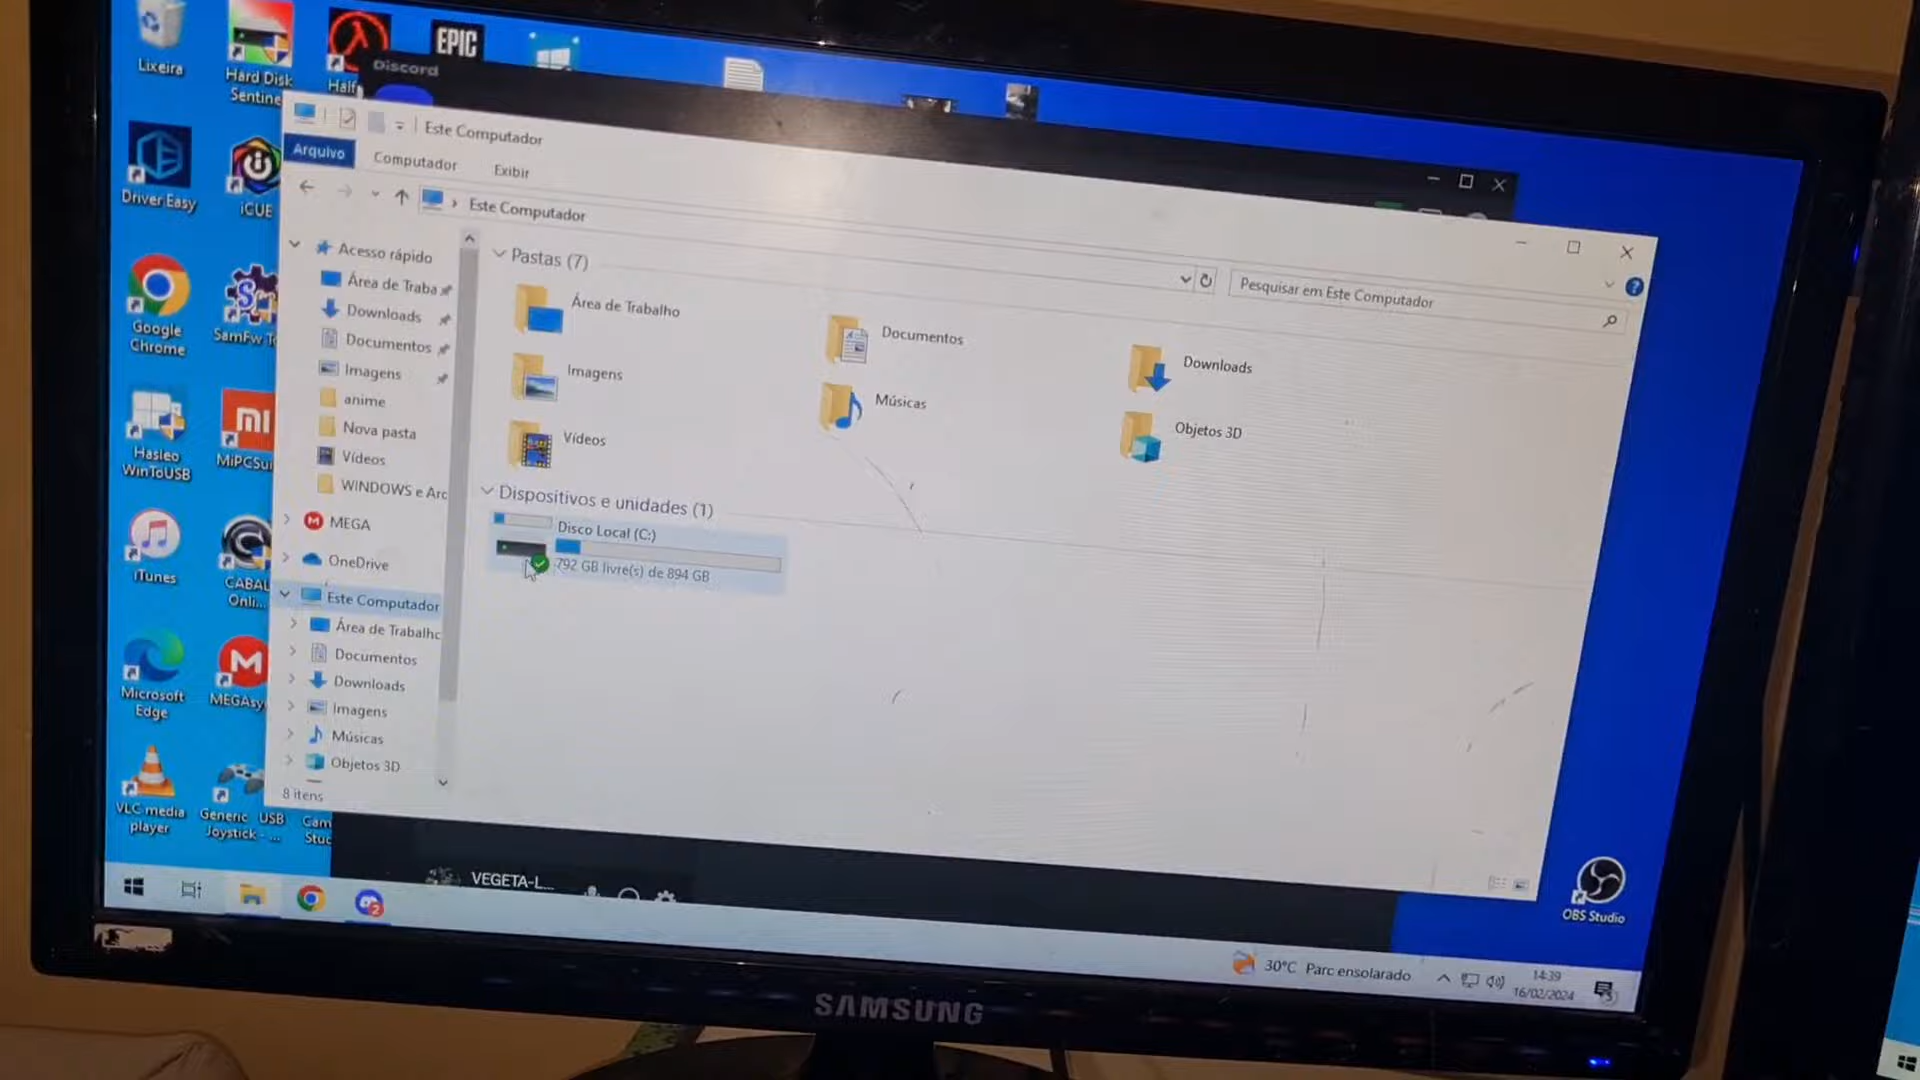 Lixeira
Hard Disk
Sentine
Half
EPIC
Discord
Este Computador
Arquivo
Computador
Exibir
Este Computador
Pesquisar em Este Computador
Driver Easy
iCUE
Google
Chrome
SamFw To
Hasleo
WinToUSB
MI
MiPCSui
iTunes
CABAL
Onli...
Microsoft
Edge
MEGAsy
VLC media
player
Generic USB
Joystick - ...
Cam
Stuc
Acesso rápido
Área de Traba
Downloads
Documentos
Imagens
anime
Nova pasta
Vídeos
WINDOWS e Arc
MEGA
OneDrive
Este Computador
Área de Trabalho
Documentos
Downloads
Imagens
Músicas
Objetos 3D
8 itens
Pastas (7)
Área de Trabalho
Documentos
Downloads
Imagens
Músicas
Objetos 3D
Vídeos
Dispositivos e unidades (1)
Disco Local (C:)
792 GB livre(s) de 894 GB
VEGETA-L...
OBS Studio
30°C Parc ensolarado
14:39
16/02/2024
SAMSUNG